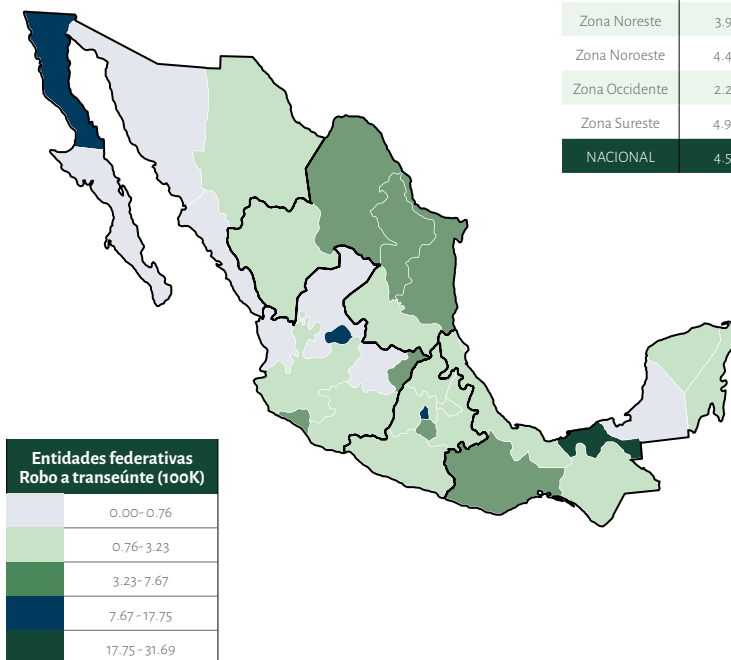 Zona Noreste 3.9
Zona Noroeste 4.4
Zona Occidente 2.2
Zona Sureste 4.9
NACIONAL 4.5
Entidades federativas
Robo a transeúnte (100K)
0.00-0.76
0.76-3.23
3.23-7.67
7.67-17.75
17.75-31.69